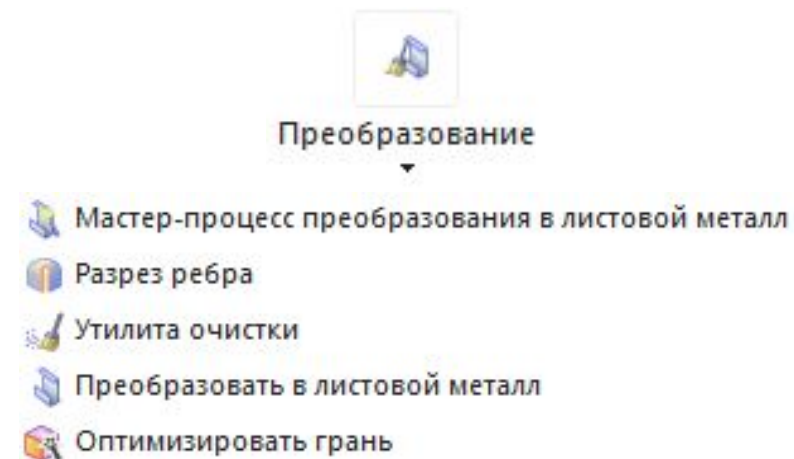 Преобразование
Мастер-процесс преобразования в листовой металл
Разрез ребра
Утилита очистки
Преобразовать в листовой металл
Оптимизировать грань